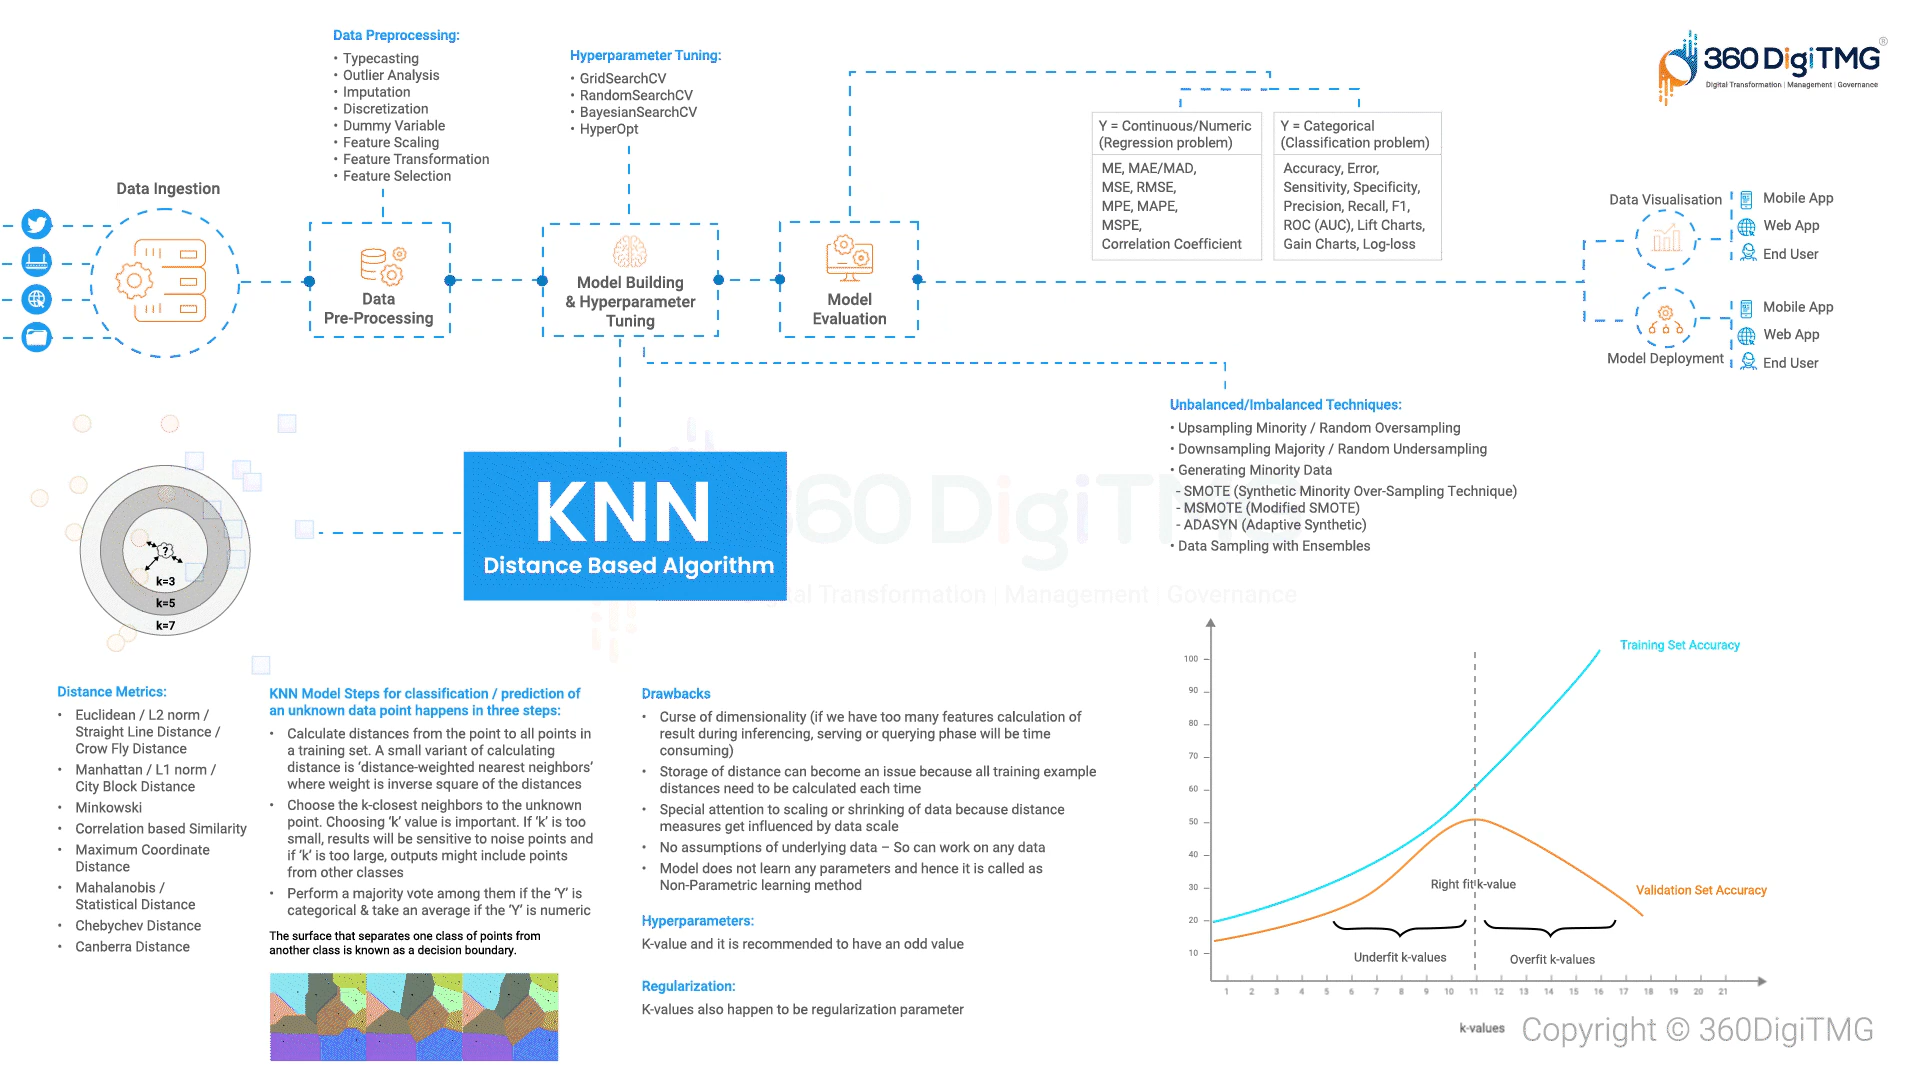 Data Preprocessing:
• Typecasting
• Outlier Analysis
• Imputation
• Discretization
• Dummy Variable
• Feature Scaling
• Feature Transformation
• Feature Selection
Hyperparameter Tuning:
• GridSearchCV
• RandomSearchCV
• BayesianSearchCV
• HyperOpt
360 DigiTMG®
Digital Transformation | Management | Governance
Y = Continuous/Numeric
(Regression problem)
ME, MAE/MAD,
MSE, RMSE,
MPE, MAPE,
MSPE,
Correlation Coefficient
Y = Categorical
(Classification problem)
Accuracy, Error,
Sensitivity, Specificity,
Precision, Recall, F1,
ROC (AUC), Lift Charts,
Gain Charts, Log-loss
Data Ingestion
Data
Pre-Processing
Model Building
& Hyperparameter
Tuning
Model
Evaluation
Data Visualisation
Mobile App
Web App
End User
Model Deployment
Mobile App
Web App
End User
Unbalanced/Imbalanced Techniques:
• Upsampling Minority / Random Oversampling
• Downsampling Majority / Random Undersampling
• Generating Minority Data
- SMOTE (Synthetic Minority Over-Sampling Technique)
- MSMOTE (Modified SMOTE)
- ADASYN (Adaptive Synthetic)
• Data Sampling with Ensembles
?
k=3
k=5
k=7
KNN
Distance Based Algorithm
360 DigiTMG
Transformation | Management | Governance
Distance Metrics:
• Euclidean / L2 norm /
Straight Line Distance /
Crow Fly Distance
• Manhattan / L1 norm /
City Block Distance
• Minkowski
• Correlation based Similarity
• Maximum Coordinate
Distance
• Mahalanobis /
Statistical Distance
• Chebychev Distance
• Canberra Distance
KNN Model Steps for classification / prediction of
an unknown data point happens in three steps:
• Calculate distances from the point to all points in
a training set. A small variant of calculating
distance is ‘distance-weighted nearest neighbors’
where weight is inverse square of the distances
• Choose the k-closest neighbors to the unknown
point. Choosing ‘k’ value is important. If ‘k’ is too
small, results will be sensitive to noise points and
if ‘k’ is too large, outputs might include points
from other classes
• Perform a majority vote among them if the ‘Y’ is
categorical & take an average if the ‘Y’ is numeric
The surface that separates one class of points from
another class is known as a decision boundary.
Drawbacks
• Curse of dimensionality (if we have too many features calculation of
result during inferencing, serving or querying phase will be time
consuming)
• Storage of distance can become an issue because all training example
distances need to be calculated each time
• Special attention to scaling or shrinking of data because distance
measures get influenced by data scale
• No assumptions of underlying data – So can work on any data
• Model does not learn any parameters and hence it is called as
Non-Parametric learning method
Hyperparameters:
K-value and it is recommended to have an odd value
Regularization:
K-values also happen to be regularization parameter
Training Set Accuracy
100
90
80
70
60
50
40
30
20
10
Right fit k-value
Validation Set Accuracy
Underfit k-values
Overfit k-values
1 2 3 4 5 6 7 8 9 10 11 12 13 14 15 16 17 18 19 20 21
k-values
Copyright © 360DigiTMG